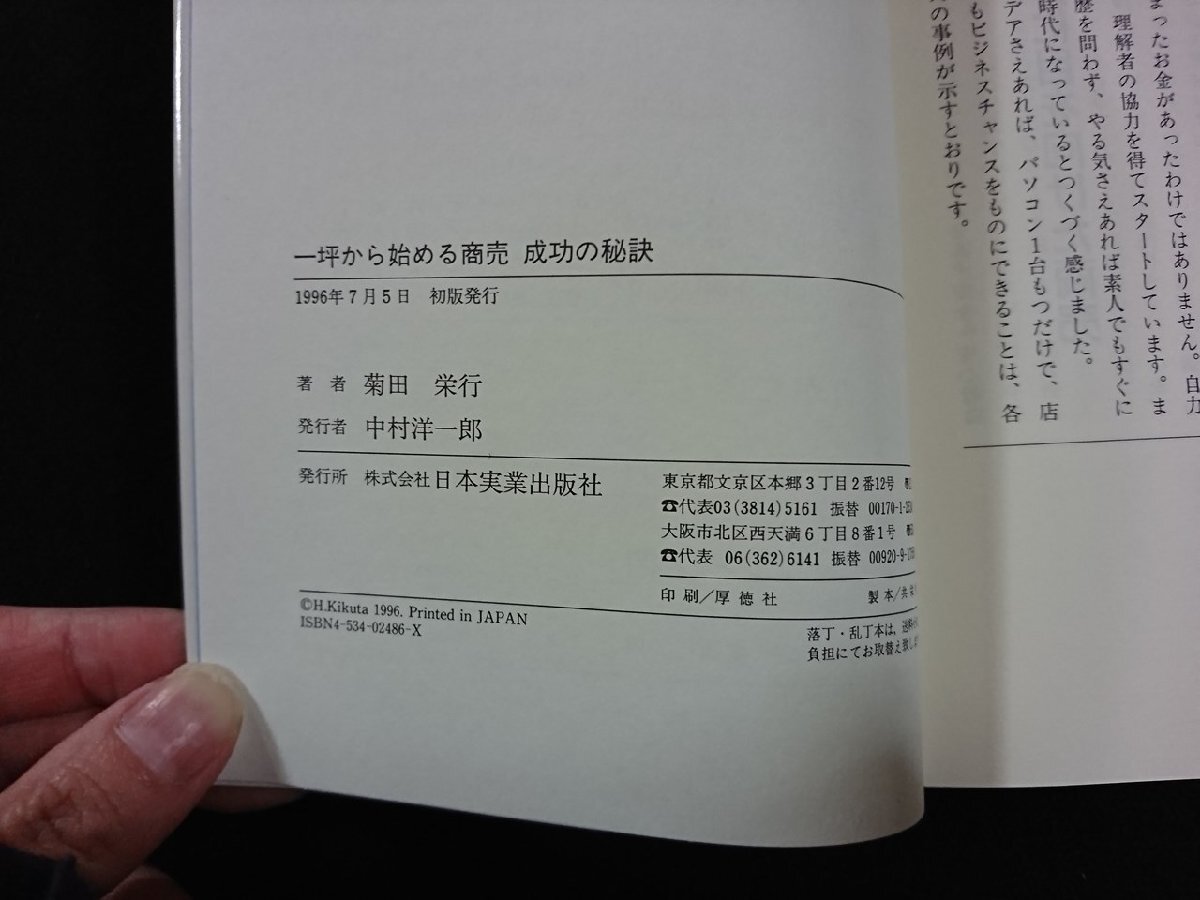 まったお金があったわけではありません。自力
理解者の協力を得てスタートしています。ま
歴を問わず、やる気さえあれば素人でもすぐに
時代になっているとつくづく感じました。
デアさえあれば、パソコン1台もつだけで、店
もビジネスチャンスをものにできることは、各
の事例が示すとおりです。
一坪から始める商売 成功の秘訣
1996年7月5日 初版発行
著者 菊田 栄行
発行者 中村洋一郎
発行所 株式会社日本実業出版社
東京都文京区本郷3丁目2番12号
☎代表03(3814)5161 振替 00170-1-
大阪市北区西天満6丁目8番1号
☎代表 06(362)6141 振替 00920-9-
印刷/厚徳社 製本/共栄
©H.Kikuta 1996. Printed in JAPAN
ISBN4-534-02486-X
落丁・乱丁本は、送料
負担にてお取替え致し